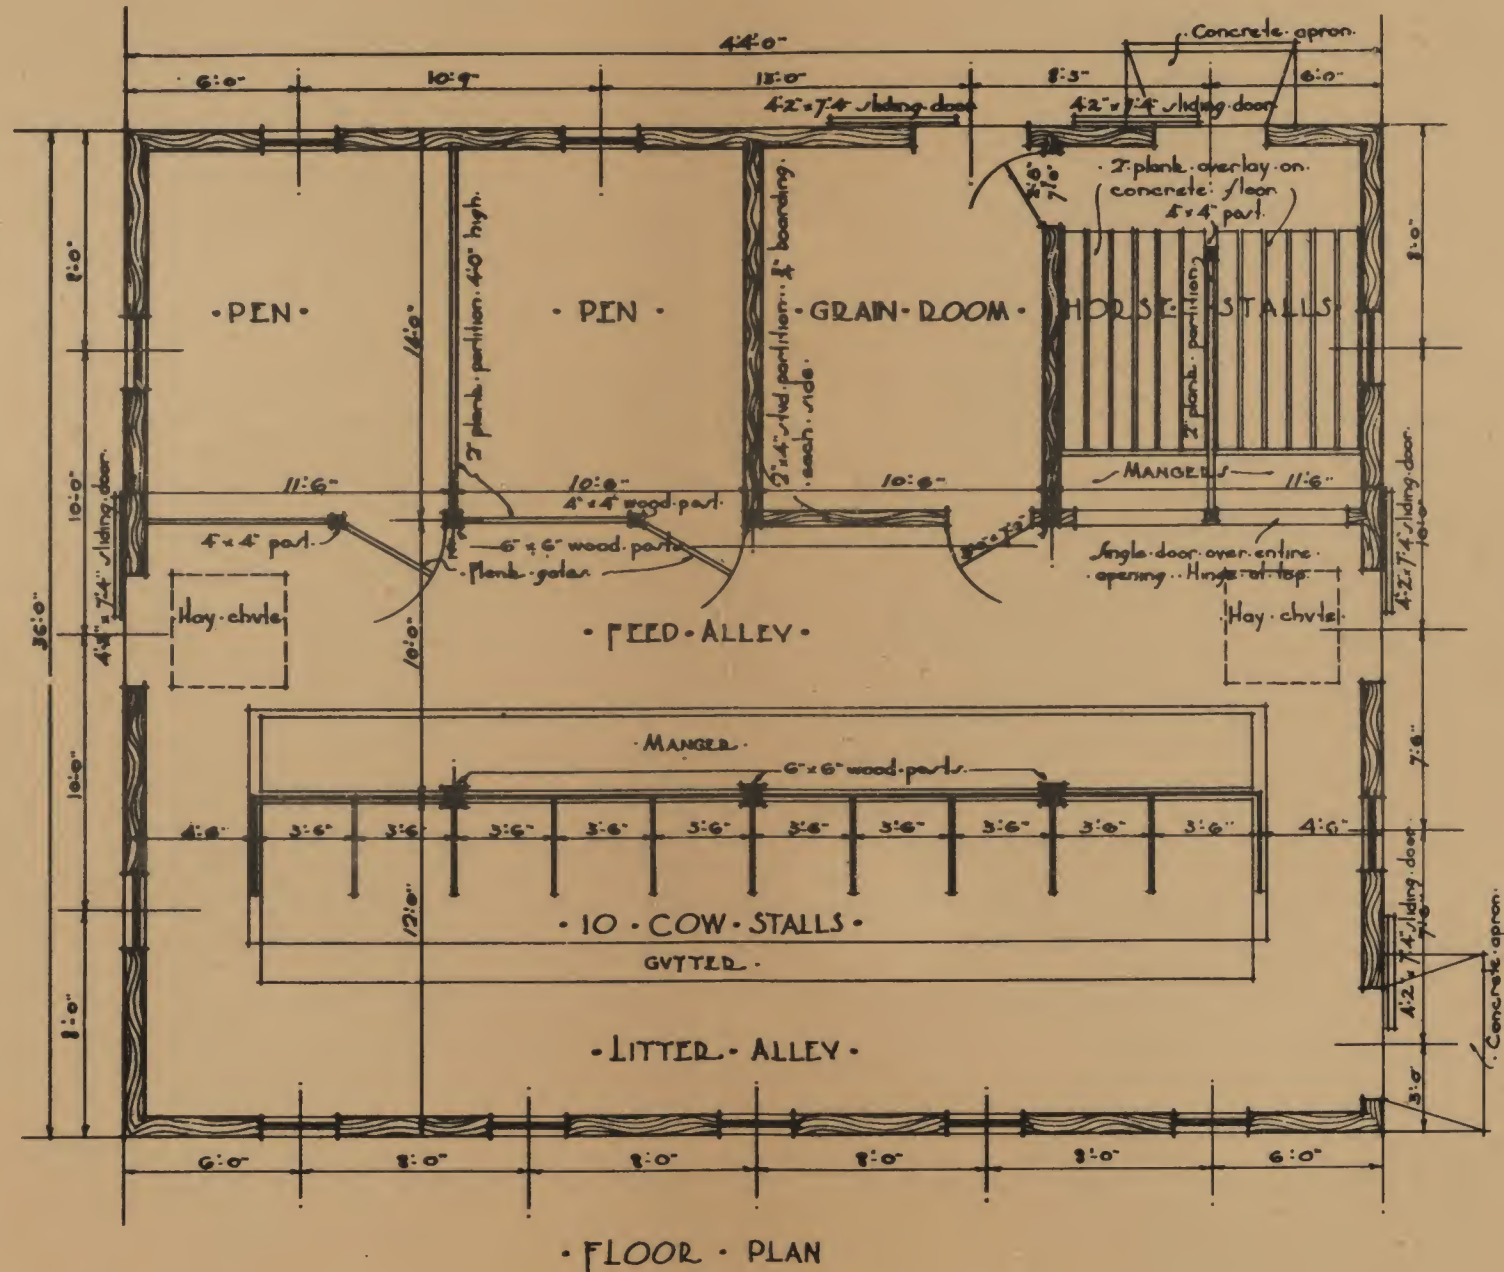 Concrete apron.
44'-0"
6'-0" 10'-9" 13'-0" 8'-3" 6'-0"
4'-2" x 7'-4" sliding door
4'-2" x 7'-4" sliding door
2" plank overlay on
concrete floor
4" x 4" post.
2'-8"
7'-0"
8'-0"
8'-0"
14'-0"
2" plank partition 4'-0" high.
2" x 4" stud partition. 3/4" boarding
each side.
2" plank partition
· PEN ·
· PEN ·
· GRAIN · ROOM ·
HORSE · STALLS
MANGERS
11'-6" 10'-6" 10'-6" 11'-6"
4" x 4" wood post.
4" x 4" post.
6" x 6" wood posts
Plank gates
Single door over entire
opening. Hinge at top
10'-0"
10'-0"
4'-2" x 7'-4" sliding door
36'-0"
Hay chute
· FEED · ALLEY ·
Hay chute
10'-0"
10'-0"
7'-6"
· MANGER ·
6" x 6" wood posts.
4'-6" 3'-6" 3'-6" 3'-6" 3'-6" 3'-6" 3'-6" 3'-6" 3'-6" 3'-6" 3'-6" 4'-6"
12'-0"
4'-2" x 7'-4" sliding door
7'-6"
Concrete apron.
· 10 · COW · STALLS ·
GUTTER ·
8'-0"
· LITTER · ALLEY ·
3'-0"
6'-0" 8'-0" 8'-0" 8'-0" 8'-0" 6'-0"
· FLOOR · PLAN